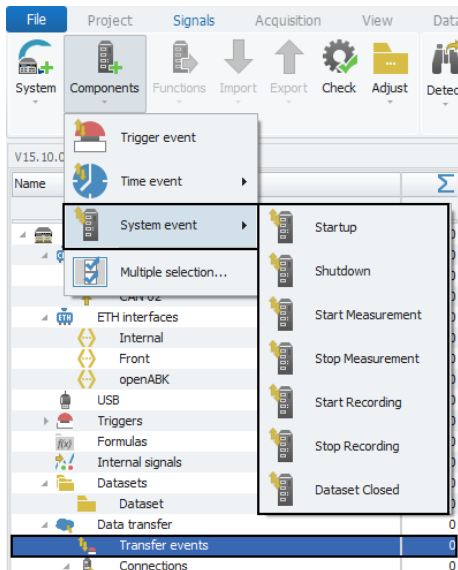 File Project Signals Acquisition View Data
System Components Functions Import Export Check Adjust Detec
Trigger event
V15.10.0
Name Time event Σ
System event Startup
Shutdown
Multiple selection...
CAN 02
Start Measurement
ETH ETH interfaces
Internal
Front Stop Measurement
openABK
USB Start Recording
Triggers
f(x) Formulas Stop Recording
Internal signals
Datasets Dataset Closed
Dataset
Data transfer 0
Transfer events 0
Connections 0